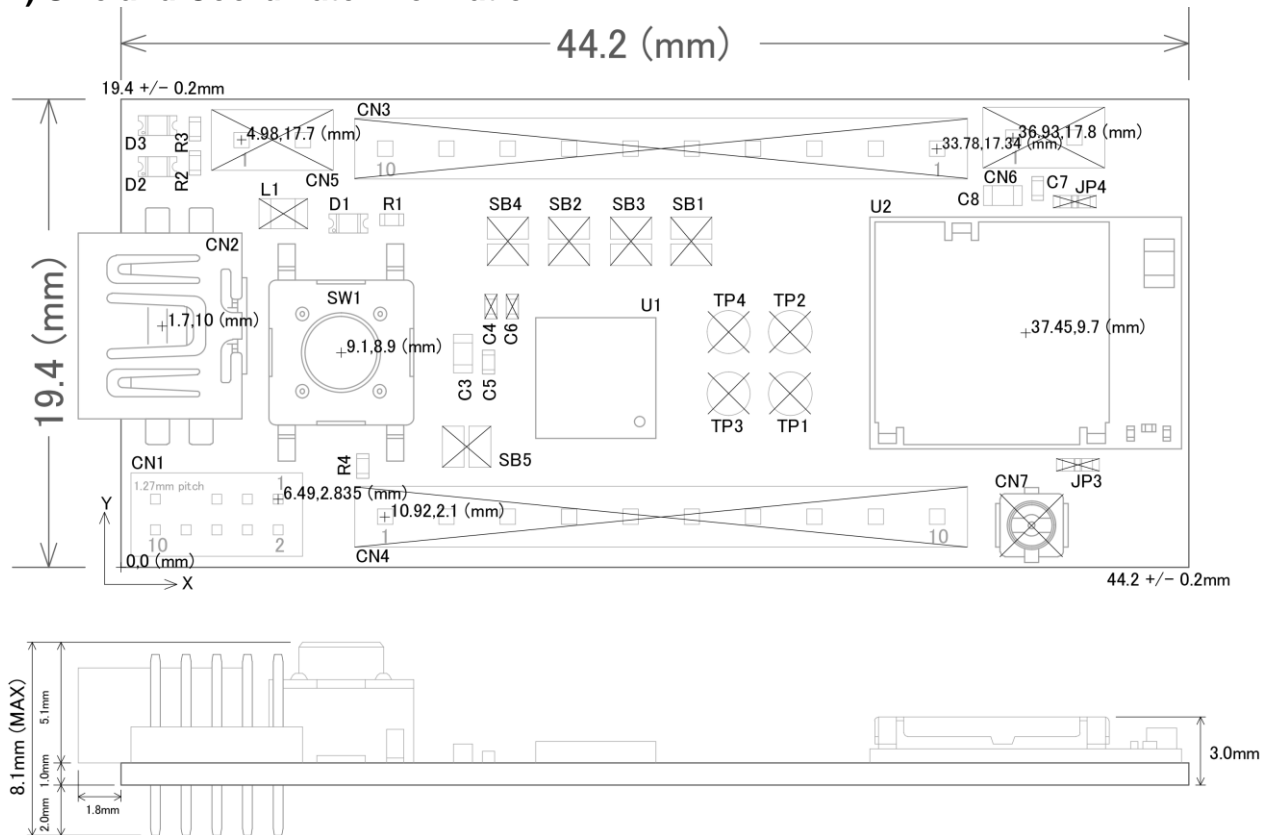 44.2 (mm)
19.4 +/- 0.2mm
CN3
D3
R3
4.98,17.7 (mm)
1
10
33.78,17.34 (mm)
1
36.93,17.8 (mm)
1
D2
R2
CN5
CN6
C7
JP4
C8
L1
D1
R1
SB4
SB2
SB3
SB1
U2
CN2
SW1
U1
TP4
TP2
C4
C6
1.7,10 (mm)
9.1,8.9 (mm)
37.45,9.7 (mm)
19.4 (mm)
C3
C5
TP3
TP1
SB5
R4
CN1
1.27mm pitch
1
6.49,2.835 (mm)
10
2
JP3
CN7
Y
10.92,2.1 (mm)
1
10
0,0 (mm)
CN4
X
44.2 +/- 0.2mm
8.1mm (MAX)
5.1mm
1.0mm
2.0mm
1.8mm
3.0mm